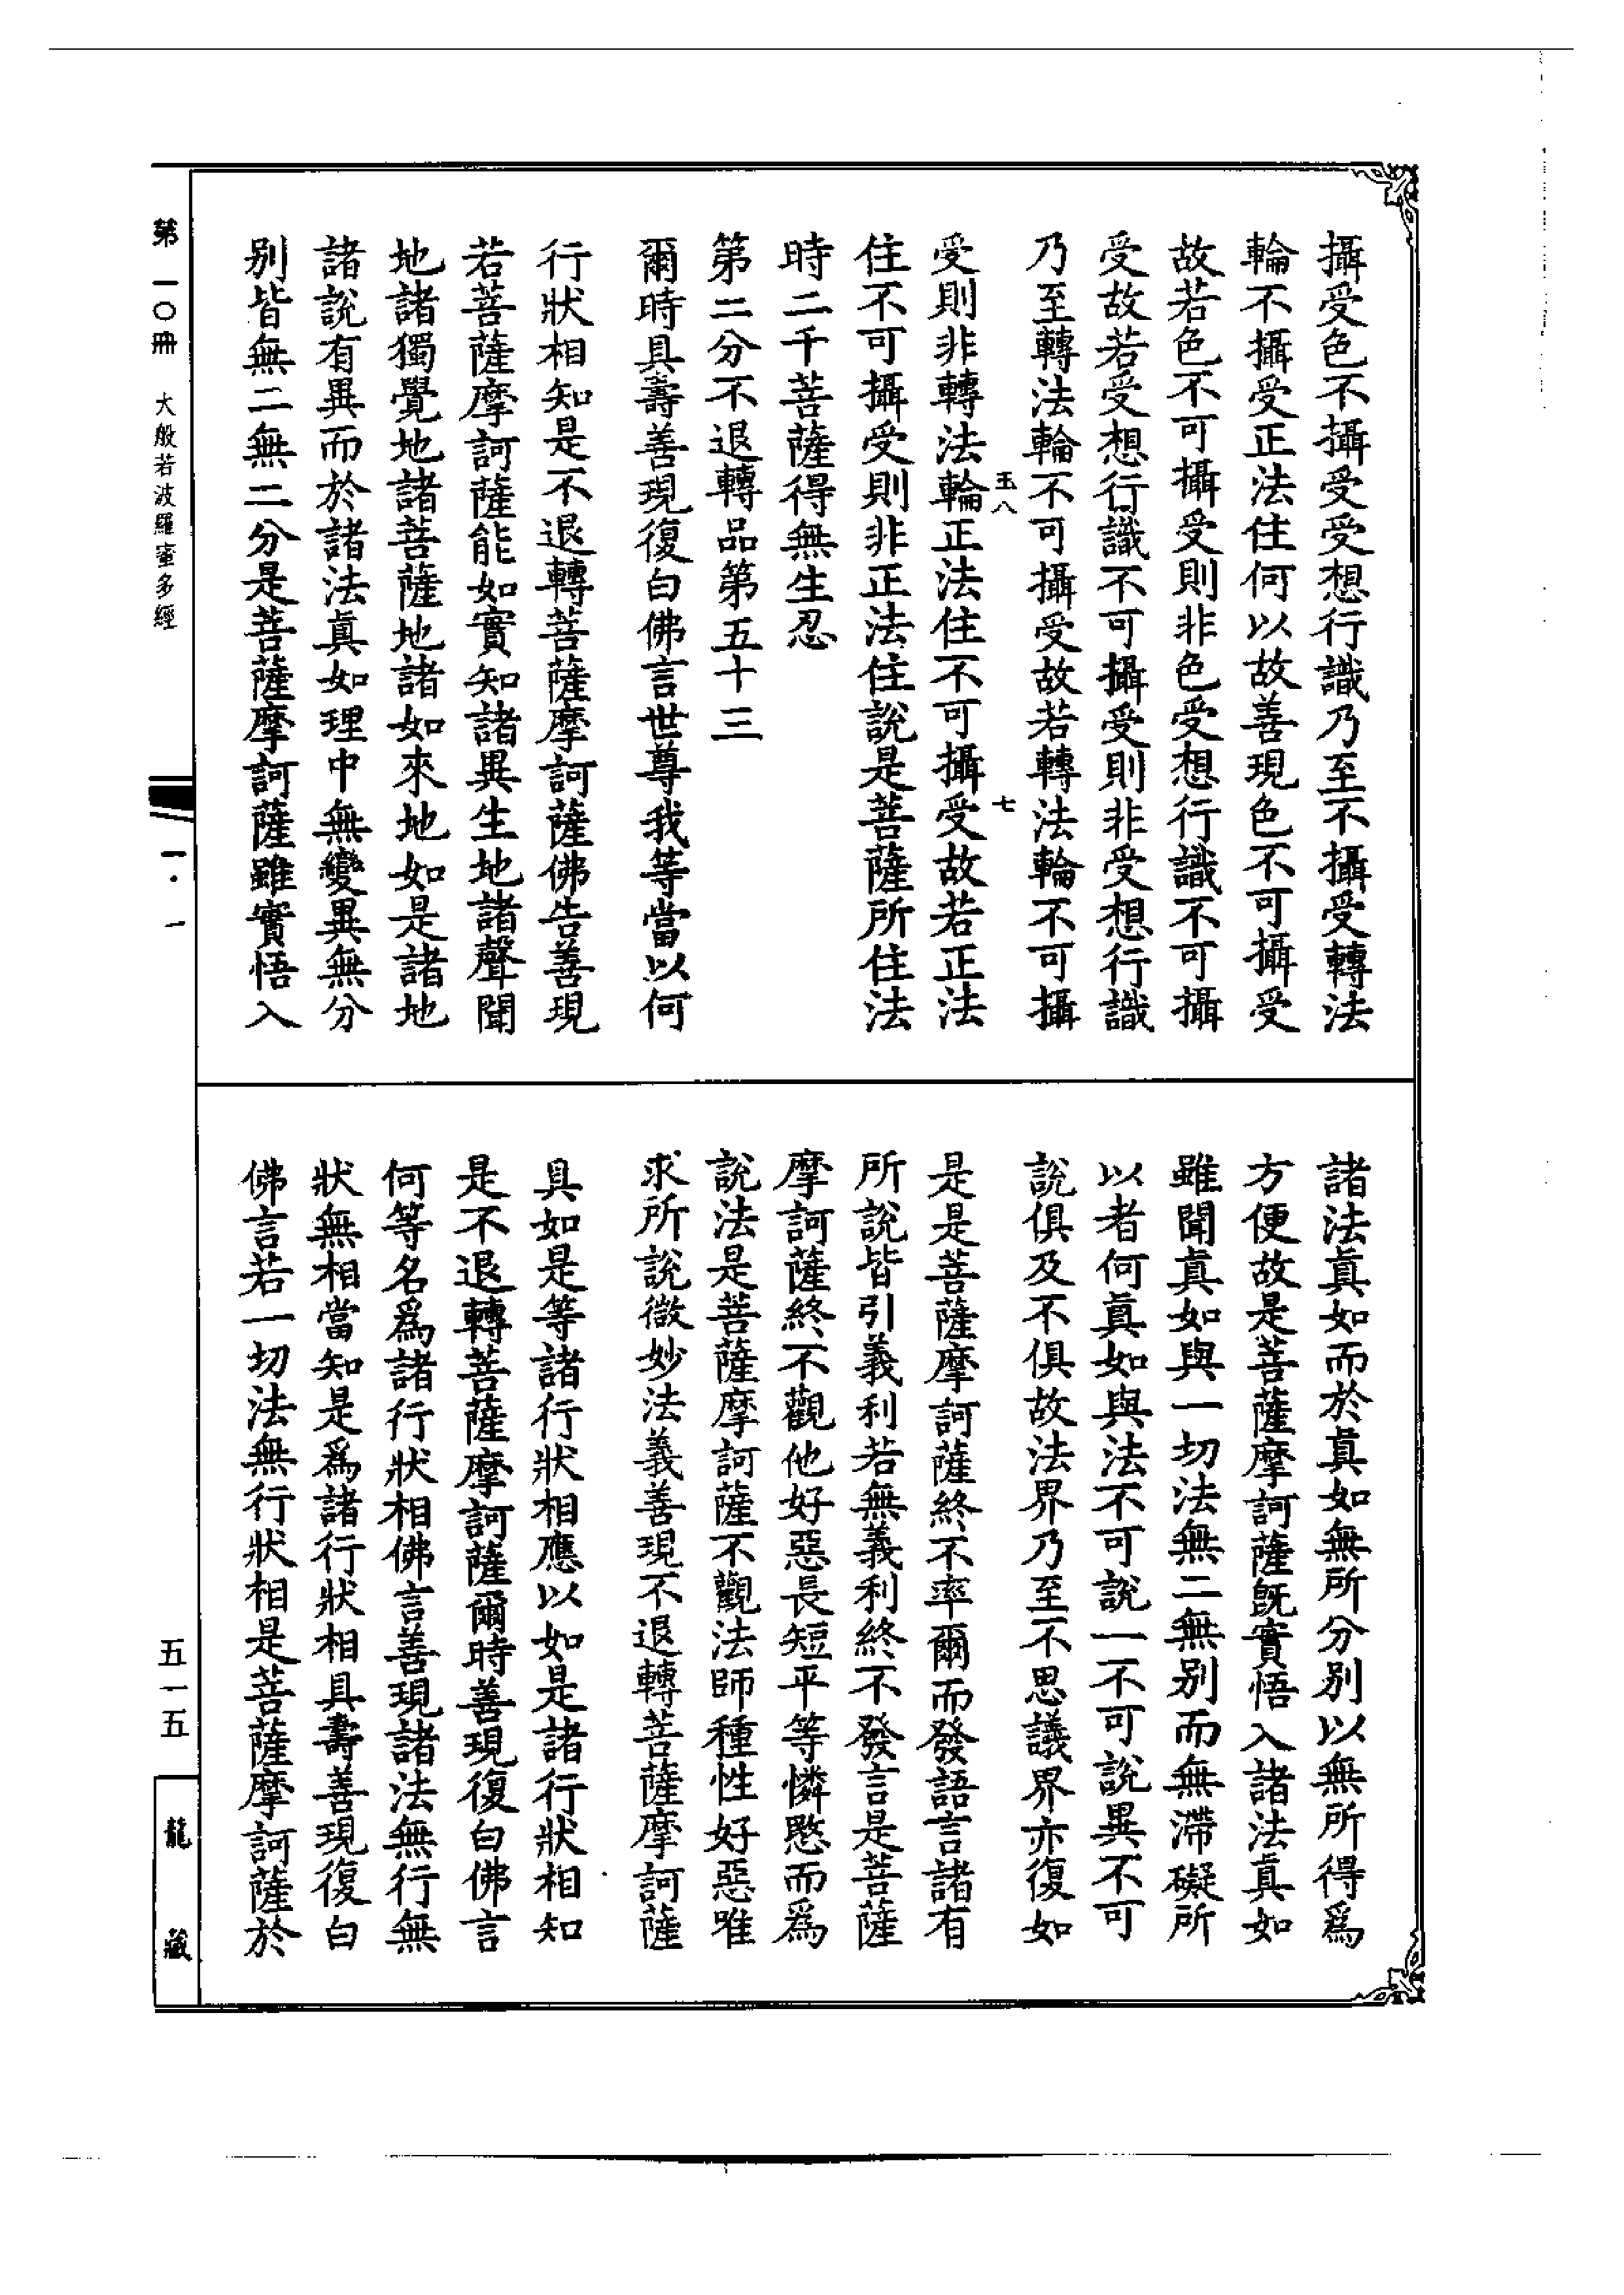 攝受色不攝受受想行識乃至不攝受轉法
輪不攝受正法住何以故善現色不可攝受
故若色不可攝受則非色受想行識不可攝
受故若受想行識不可攝受則非受想行識
乃至轉法輪不可攝受故若轉法輪不可攝
玉八 七
受則非轉法輪正法住不可攝受故若正法
住不可攝受則非正法住說是菩薩所住法
時二千菩薩得無生忍
第二分不退轉品第五十三
爾時具壽善現復白佛言世尊我等當以何
行狀相知是不退轉菩薩摩訶薩佛告善現
若菩薩摩訶薩能如實知諸異生地諸聲聞
地諸獨覺地諸菩薩地諸如來地如是諸地
諸說有異而於諸法真如理中無變異無分
别皆無二無二分是菩薩摩訶薩雖實悟入
諸法真如而於真如無所分别以無所得爲
方便故是菩薩摩訶薩旣實悟入諸法真如
雖聞真如與一切法無二無别而無滯礙所
以者何真如與法不可說一不可說異不可
說俱及不俱故法界乃至不思議界亦復如
是是菩薩摩訶薩終不率爾而發語言諸有
所說皆引義利若無義利終不發言是菩薩
摩訶薩終不觀他好惡長短平等憐愍而爲
說法是菩薩摩訶薩不觀法師種性好惡唯
求所說微妙法義善現不退轉菩薩摩訶薩
具如是等諸行狀相應以如是諸行狀相知
是不退轉菩薩摩訶薩爾時善現復白佛言
何等名爲諸行狀相佛言善現諸法無行無
狀無相當知是爲諸行狀相具壽善現復白
佛言若一切法無行狀相是菩薩摩訶薩於
第一〇冊 大般若波羅蜜多經
一·一
五一五
龍藏